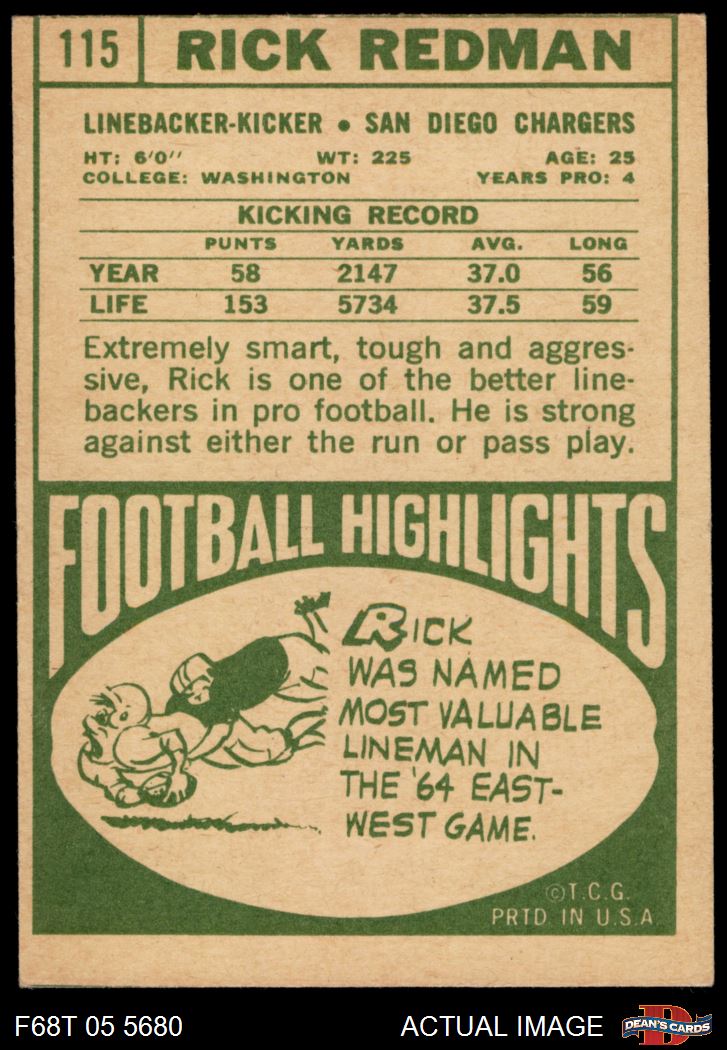 115 RICK REDMAN
LINEBACKER-KICKER • SAN DIEGO CHARGERS
HT: 6'0'' WT: 225 AGE: 25
COLLEGE: WASHINGTON YEARS PRO: 4
KICKING RECORD
PUNTS YARDS AVG. LONG
YEAR 58 2147 37.0 56
LIFE 153 5734 37.5 59
Extremely smart, tough and aggres-
sive, Rick is one of the better line-
backers in pro football. He is strong
against either the run or pass play.
FOOTBALL HIGHLIGHTS
RICK
WAS NAMED
MOST VALUABLE
LINEMAN IN
THE '64 EAST-
WEST GAME.
©T.C.G.
PRTD. IN U.S.A.
F68T 05 5680 ACTUAL IMAGE D DEAN'S CARDS